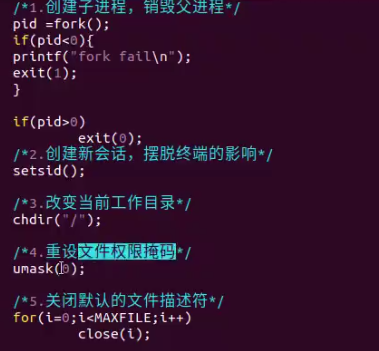 /*1.创建子进程，销毁父进程*/
pid =fork();
if(pid<0){
printf("fork fail\n");
exit(1);
}
if(pid>0)
exit(0);
/*2.创建新会话，摆脱终端的影响*/
setsid();
/*3.改变当前工作目录*/
chdir("/");
/*4.重设文件权限掩码*/
umask(0);
/*5.关闭默认的文件描述符*/
for(i=0;i<MAXFILE;i++)
close(i);